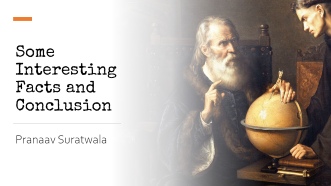 Some
Interesting
Facts and
Conclusion
Pranaav Suratwala